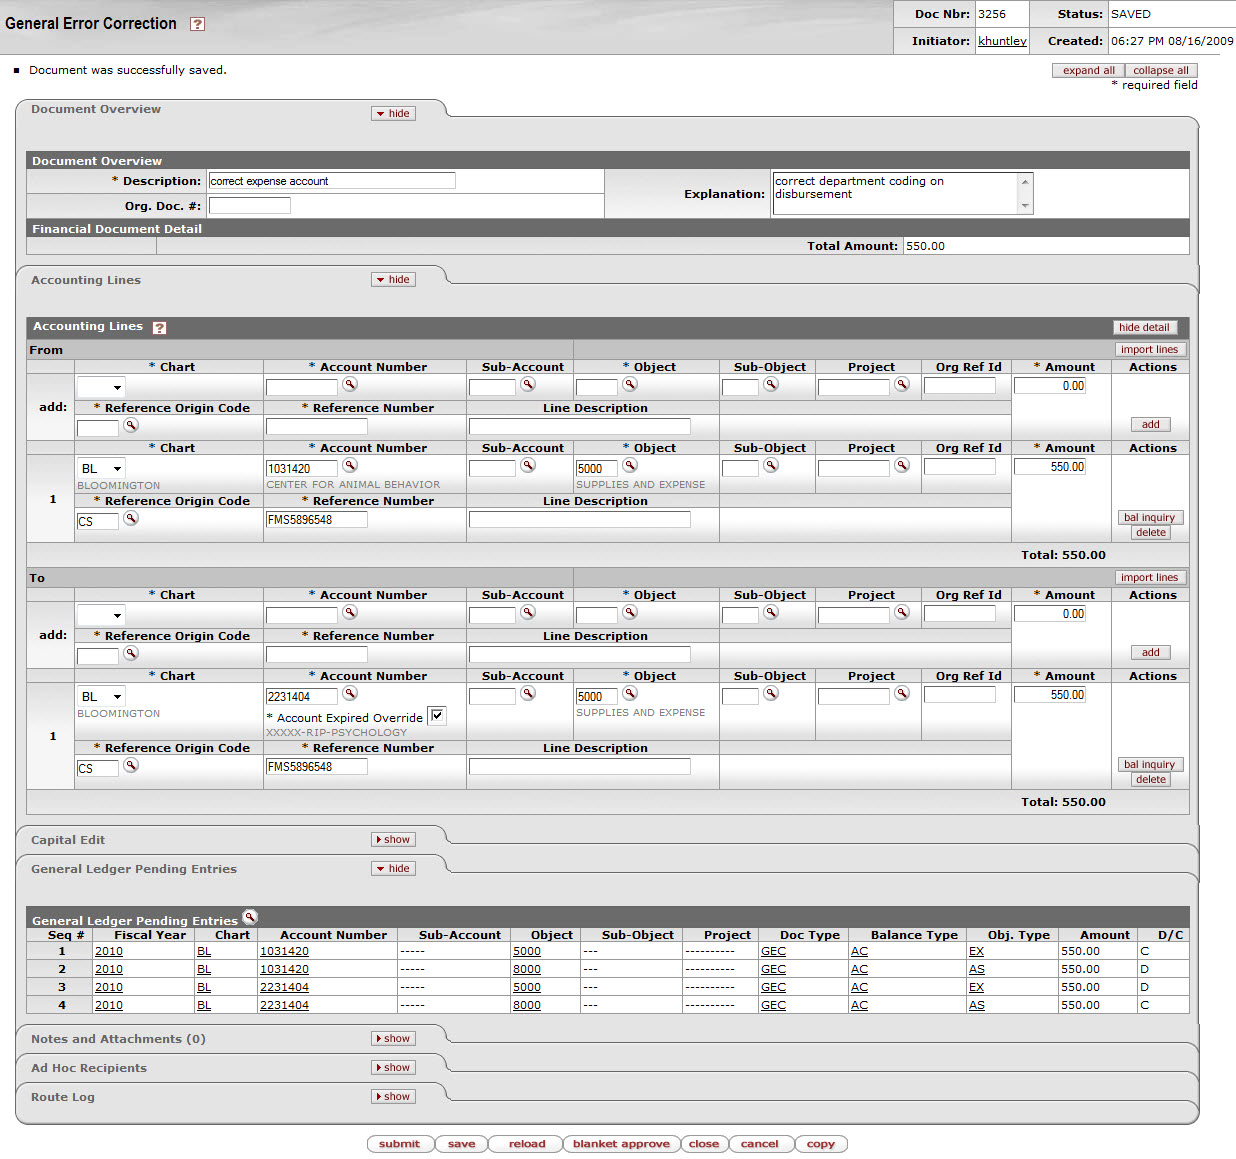 General Error Correction ?
Doc Nbr: 3256 Status: SAVED
Initiator: khuntley Created: 06:27 PM 08/16/2009
Document was successfully saved.
expand all collapse all
* required field
Document Overview hide
Document Overview
* Description: correct expense account
Explanation: correct department coding on
disbursement
Org. Doc. #:
Financial Document Detail
Total Amount: 550.00
Accounting Lines hide
Accounting Lines ? hide detail
From import lines
* Chart * Account Number Sub-Account * Object Sub-Object Project Org Ref Id * Amount Actions
0.00
add: * Reference Origin Code * Reference Number Line Description
add
* Chart * Account Number Sub-Account * Object Sub-Object Project Org Ref Id * Amount Actions
BL 1031420 5000 550.00
BLOOMINGTON CENTER FOR ANIMAL BEHAVIOR SUPPLIES AND EXPENSE
1 * Reference Origin Code * Reference Number Line Description
CS FMS5896548 bal inquiry
delete
Total: 550.00
To import lines
* Chart * Account Number Sub-Account * Object Sub-Object Project Org Ref Id * Amount Actions
0.00
add: * Reference Origin Code * Reference Number Line Description
add
* Chart * Account Number Sub-Account * Object Sub-Object Project Org Ref Id * Amount Actions
BL 2231404 5000 550.00
BLOOMINGTON SUPPLIES AND EXPENSE
* Account Expired Override
XXXXX-RIP-PSYCHOLOGY
1 * Reference Origin Code * Reference Number Line Description
CS FMS5896548 bal inquiry
delete
Total: 550.00
Capital Edit show
General Ledger Pending Entries hide
General Ledger Pending Entries
Seq # Fiscal Year Chart Account Number Sub-Account Object Sub-Object Project Doc Type Balance Type Obj. Type Amount D/C
1 2010 BL 1031420 ----- 5000 --- ---------- GEC AC EX 550.00 C
2 2010 BL 1031420 ----- 8000 --- ---------- GEC AC AS 550.00 D
3 2010 BL 2231404 ----- 5000 --- ---------- GEC AC EX 550.00 D
4 2010 BL 2231404 ----- 8000 --- ---------- GEC AC AS 550.00 C
Notes and Attachments (0) show
Ad Hoc Recipients show
Route Log show
submit save reload blanket approve close cancel copy